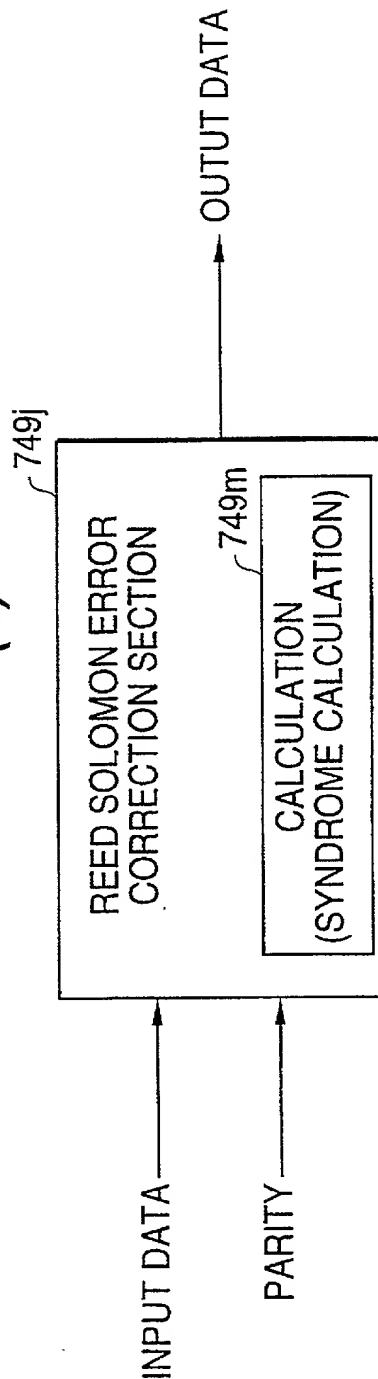 749j
REED SOLOMON ERROR
CORRECTION SECTION
749m
CALCULATION
(SYNDROME CALCULATION)
INPUT DATA
PARITY
OUTUT DATA